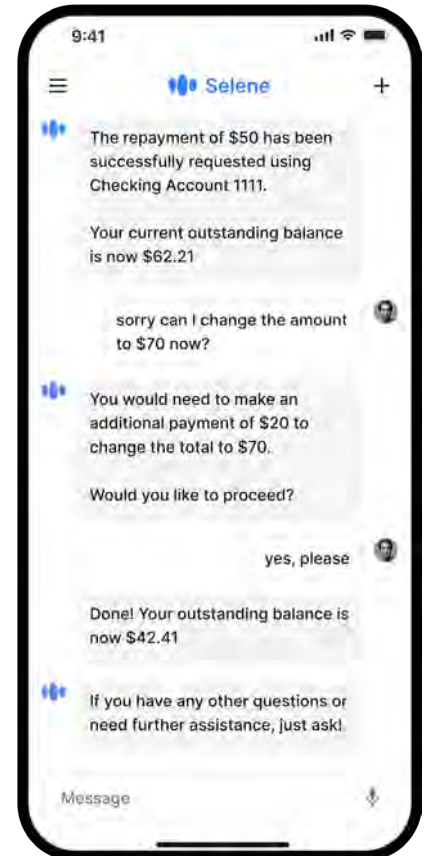 9:41
Selene
The repayment of $50 has been
successfully requested using
Checking Account 1111.
Your current outstanding balance
is now $62.21
sorry can I change the amount
to $70 now?
You would need to make an
additional payment of $20 to
change the total to $70.
Would you like to proceed?
yes, please
Done! Your outstanding balance is
now $42.41
If you have any other questions or
need further assistance, just ask!
Message